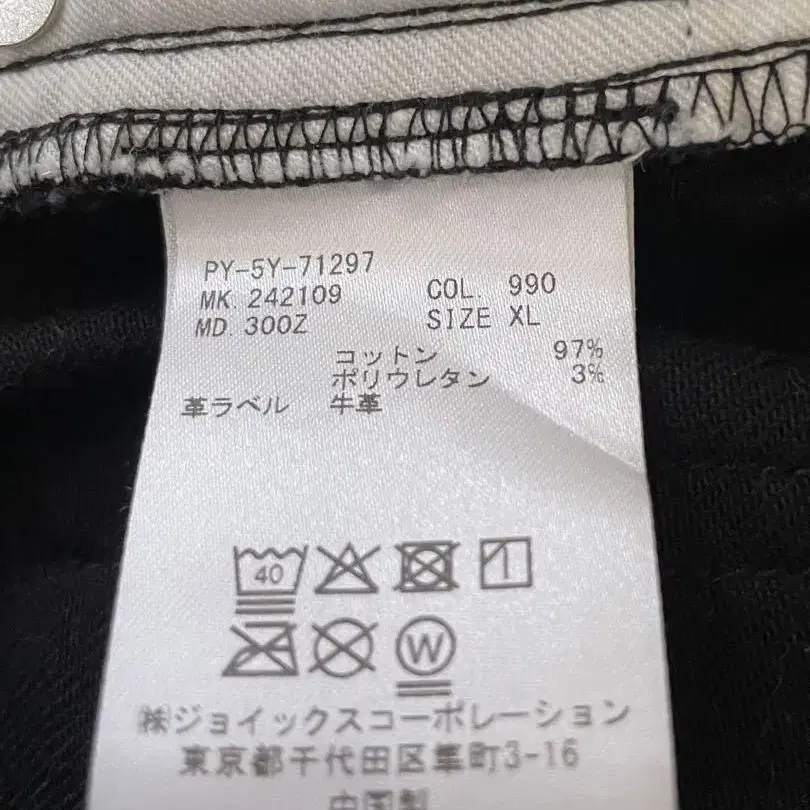 PY-5Y-71297
MK. 242109 COL. 990
MD. 300Z SIZE XL
コットン 97%
ポリウレタン 3%
革ラベル 牛革
40
W
㈱ジョイックスコーポレーション
東京都千代田区隼町3-16
中国製